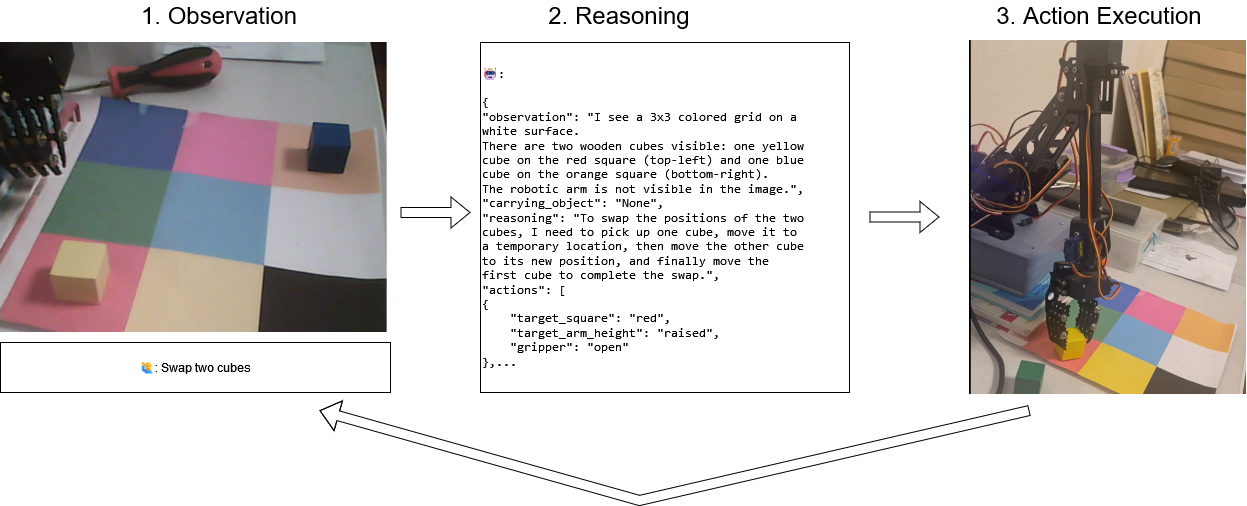 1. Observation
2. Reasoning
3. Action Execution
:
{
"observation": "I see a 3x3 colored grid on a
white surface.
There are two wooden cubes visible: one yellow
cube on the red square (top-left) and one blue
cube on the orange square (bottom-right).
The robotic arm is not visible in the image.",
"carrying_object": "None",
"reasoning": "To swap the positions of the two
cubes, I need to pick up one cube, move it to
a temporary location, then move the other cube
to its new position, and finally move the
first cube to complete the swap.",
"actions": [
{
"target_square": "red",
"target_arm_height": "raised",
"gripper": "open"
},...
: Swap two cubes